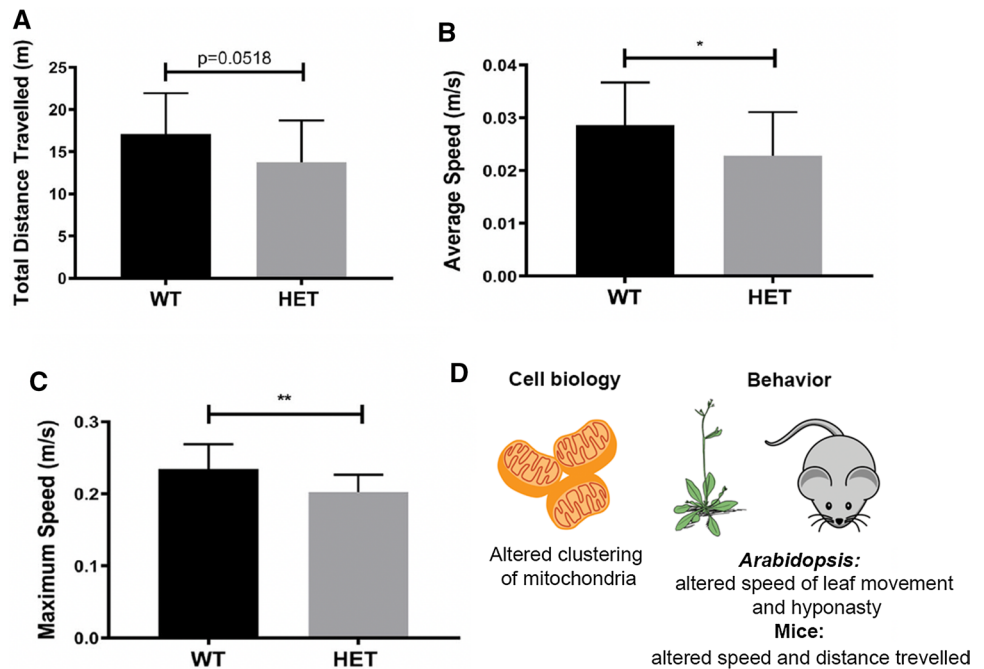 A
Total Distance Travelled (m)
p=0.0518
25
20
15
10
5
0
WT
HET
B
Average Speed (m/s)
*
0.04
0.03
0.02
0.01
0.00
WT
HET
C
Maximum Speed (m/s)
**
0.3
0.2
0.1
0.0
WT
HET
D
Cell biology
Behavior
Altered clustering
of mitochondria
Arabidopsis:
altered speed of leaf movement
and hyponasty
Mice:
altered speed and distance trevelled